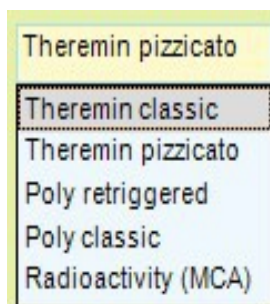 Theremin pizzicato
Theremin classic
Theremin pizzicato
Poly retriggered
Poly classic
Radioactivity (MCA)